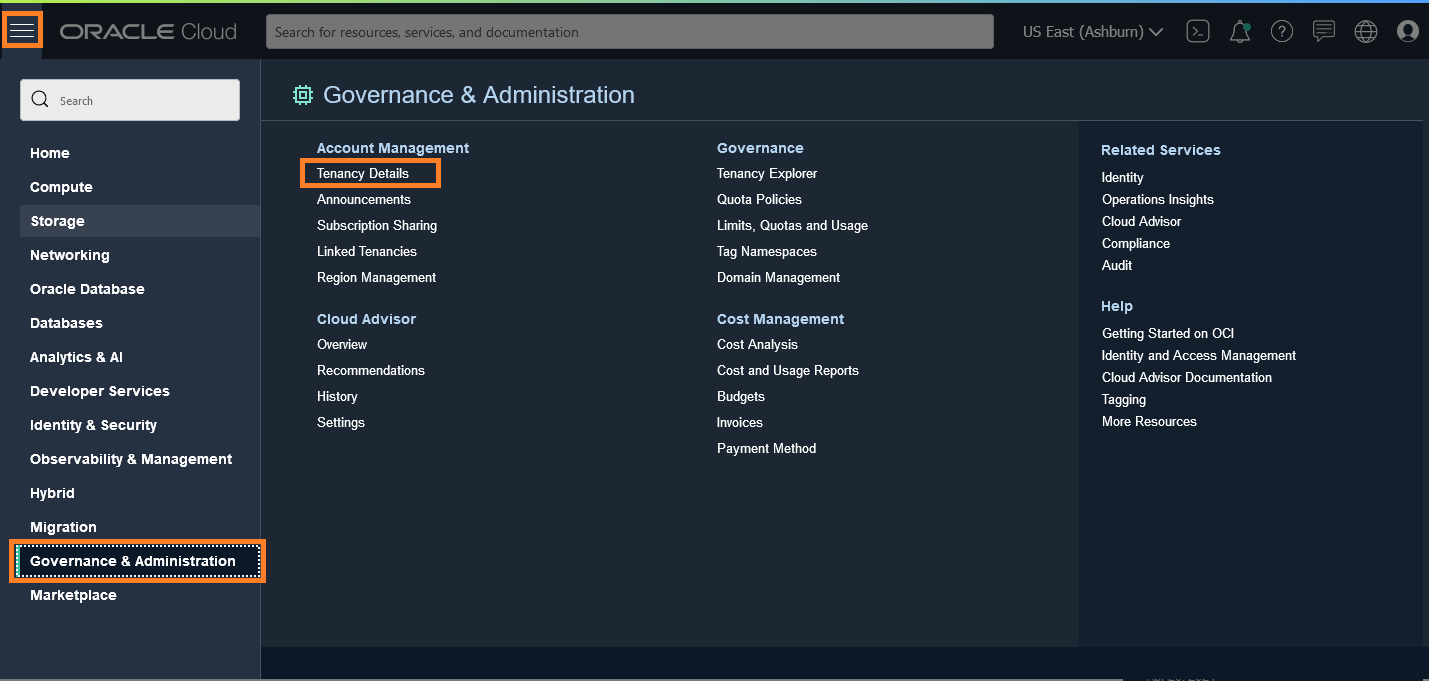 ORACLE Cloud
Search for resources, services, and documentation
US East (Ashburn)
Search
Home
Compute
Storage
Networking
Oracle Database
Databases
Analytics & AI
Developer Services
Identity & Security
Observability & Management
Hybrid
Migration
Governance & Administration
Marketplace
Governance & Administration
Account Management
Tenancy Details
Announcements
Subscription Sharing
Linked Tenancies
Region Management
Cloud Advisor
Overview
Recommendations
History
Settings
Governance
Tenancy Explorer
Quota Policies
Limits, Quotas and Usage
Tag Namespaces
Domain Management
Cost Management
Cost Analysis
Cost and Usage Reports
Budgets
Invoices
Payment Method
Related Services
Identity
Operations Insights
Cloud Advisor
Compliance
Audit
Help
Getting Started on OCI
Identity and Access Management
Cloud Advisor Documentation
Tagging
More Resources